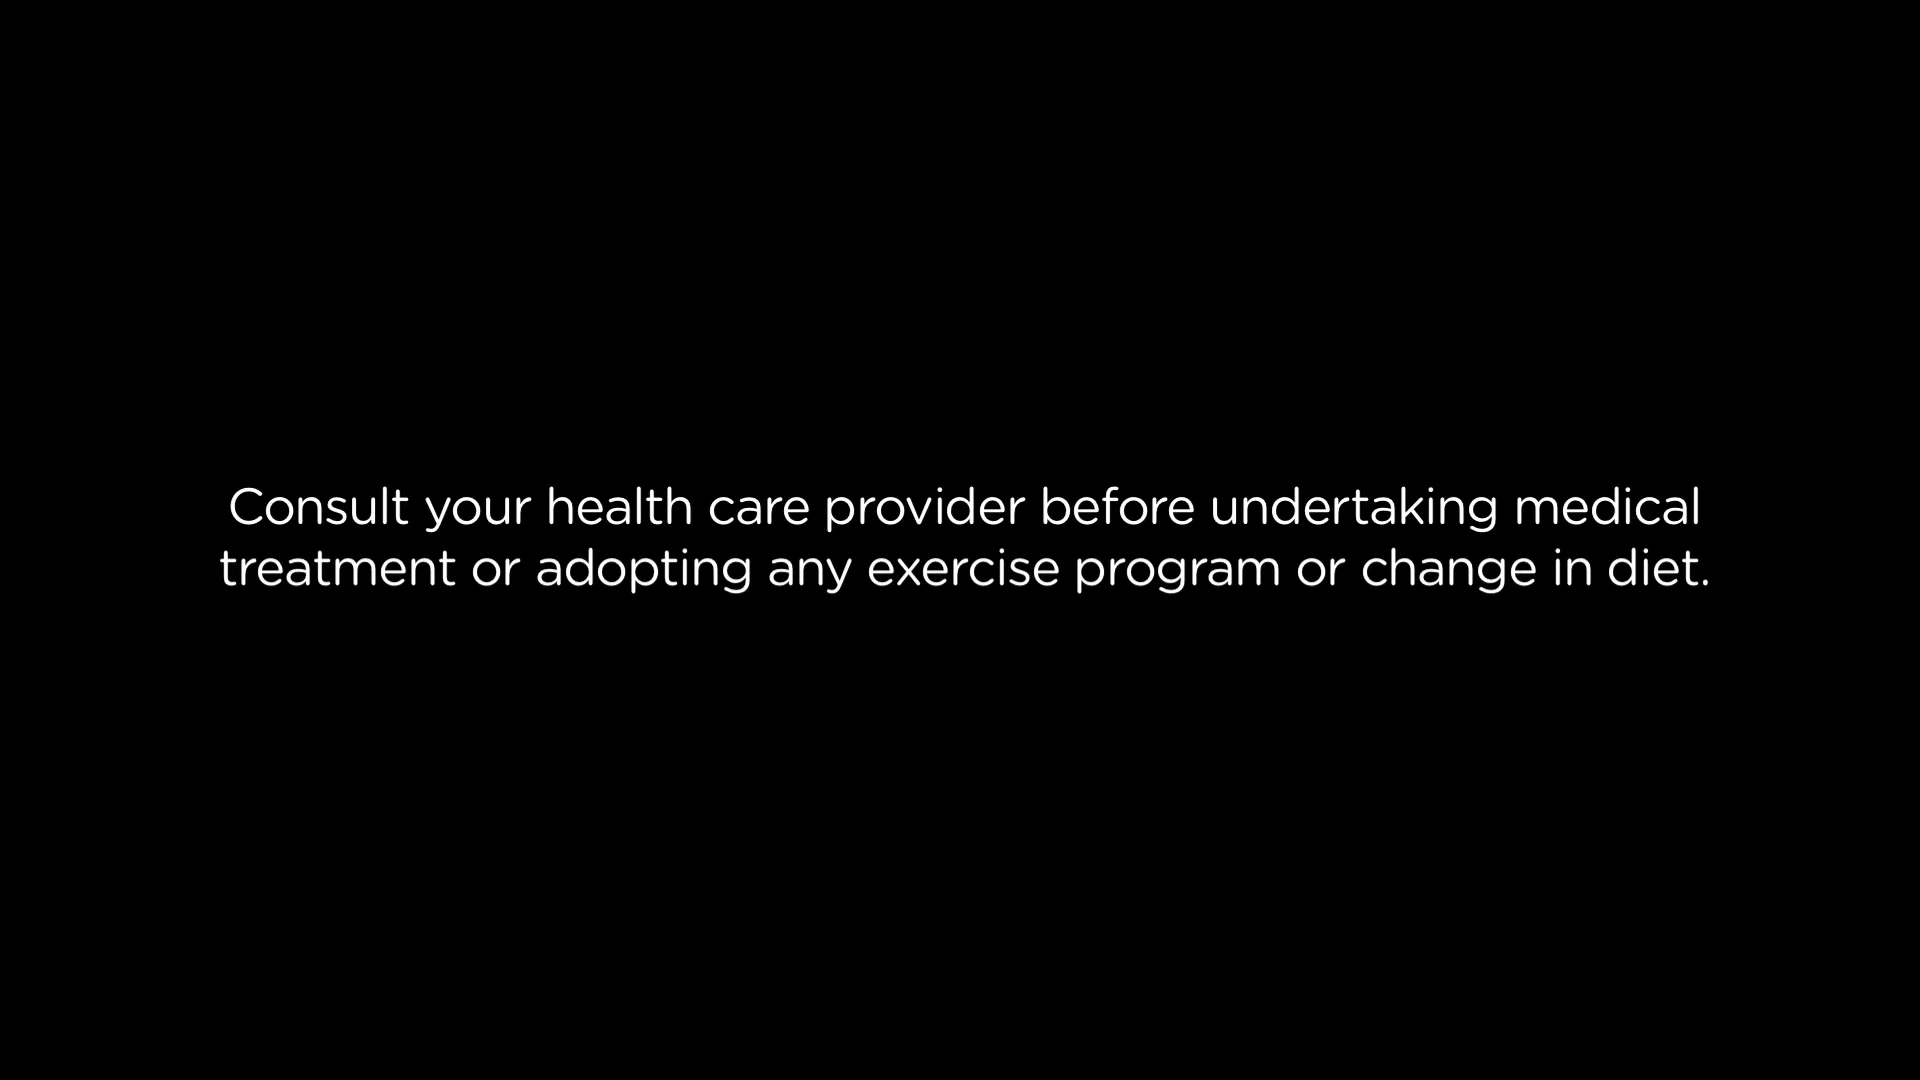 Consult your health care provider before undertaking medical
treatment or adopting any exercise program or change in diet.